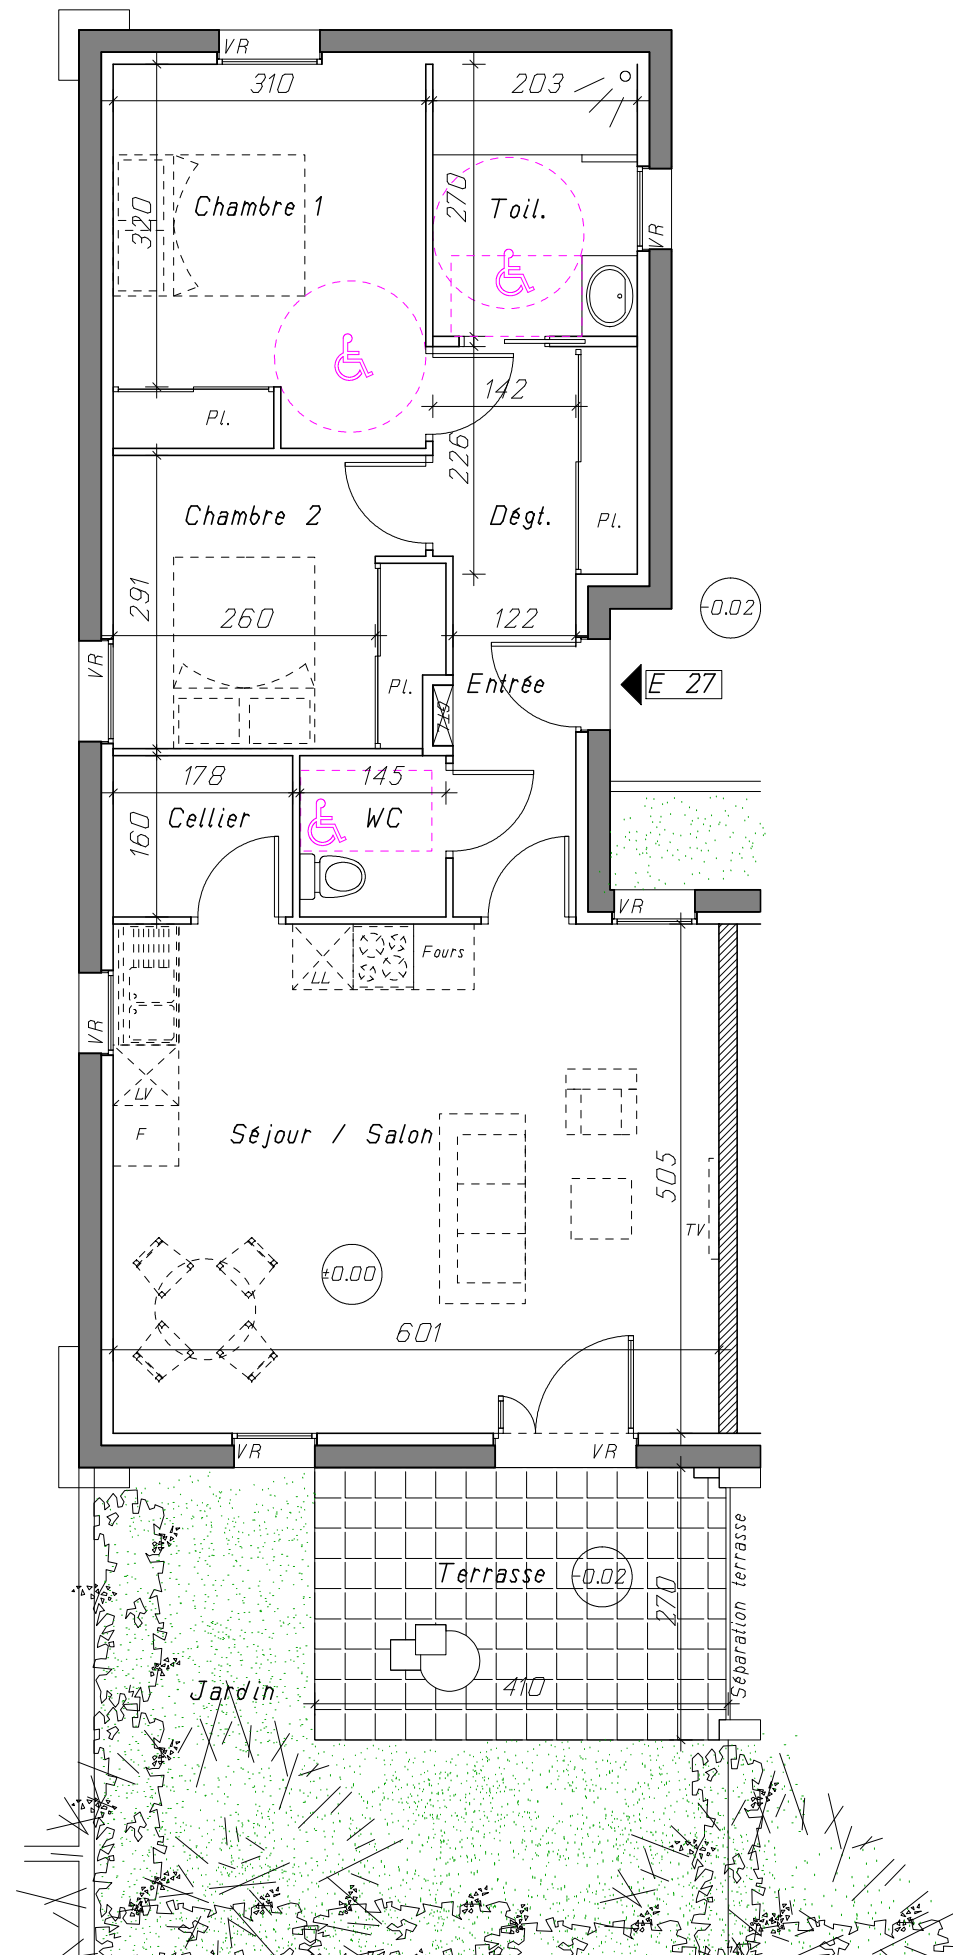 VR
310
203
320
Chambre 1
270
Toil.
VR
142
Pl.
226
Chambre 2
Dégt.
Pl.
291
260
122
-0.02
VR
Pl.
Entrée
E 27
178
145
160
Cellier
WC
VR
Fours
LL
VR
LV
F
Séjour / Salon
505
TV
±0.00
601
VR
VR
Terrasse
-0.02
270
Séparation terrasse
Jardin
410